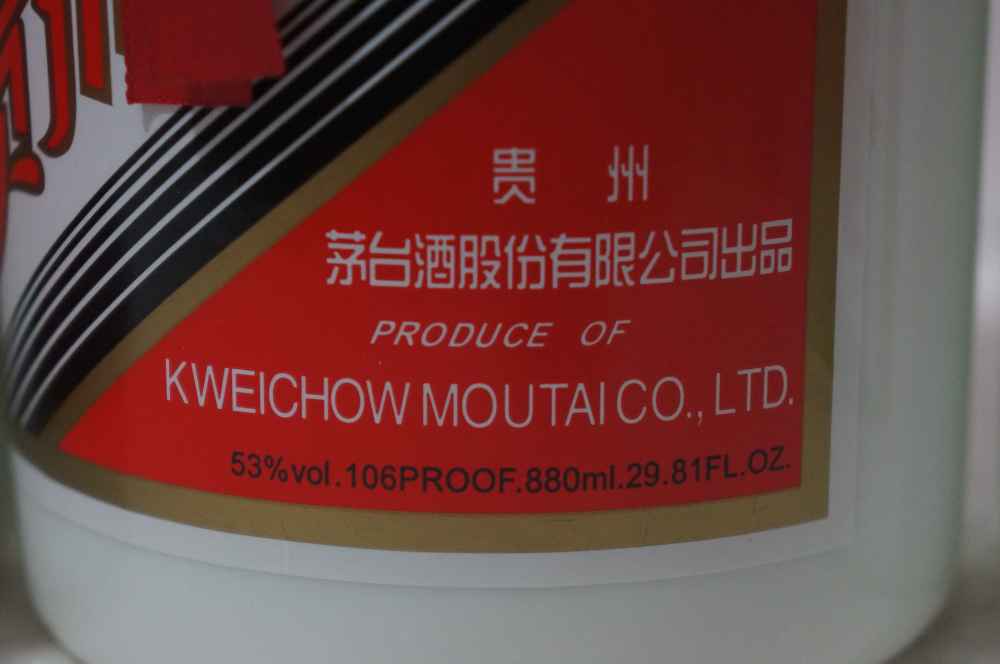 贵 州
茅台酒股份有限公司出品
PRODUCE OF
KWEICHOW MOUTAI CO., LTD.
53%vol.106PROOF.880ml.29.81FL.OZ.